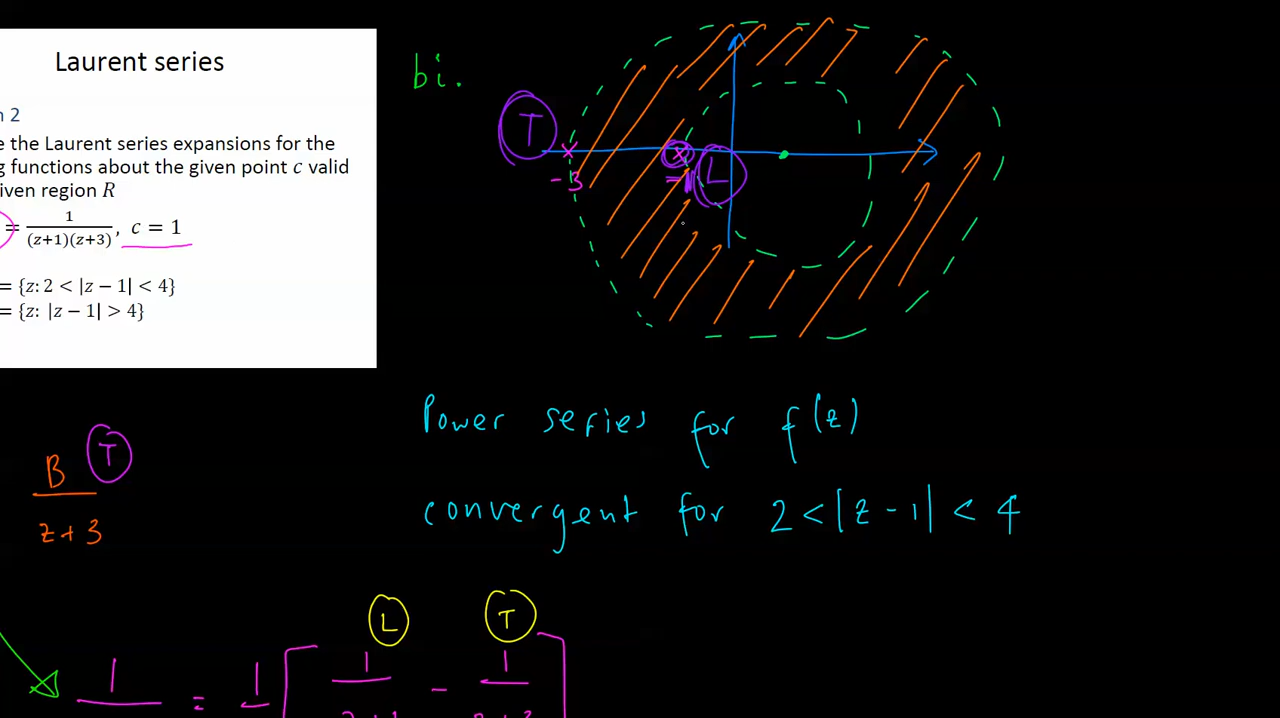 Laurent series
n 2
e the Laurent series expansions for the
g functions about the given point c valid
iven region R
= 1/((z+1)(z+3)), c = 1
= {z: 2 < |z − 1| < 4}
= {z: |z − 1| > 4}
bi.
T
L
-3
-1
Power series for f(z)
convergent for 2 < |z - 1| < 4
B T
z+3
L T
1 = 1 [ 1 - 1 ]